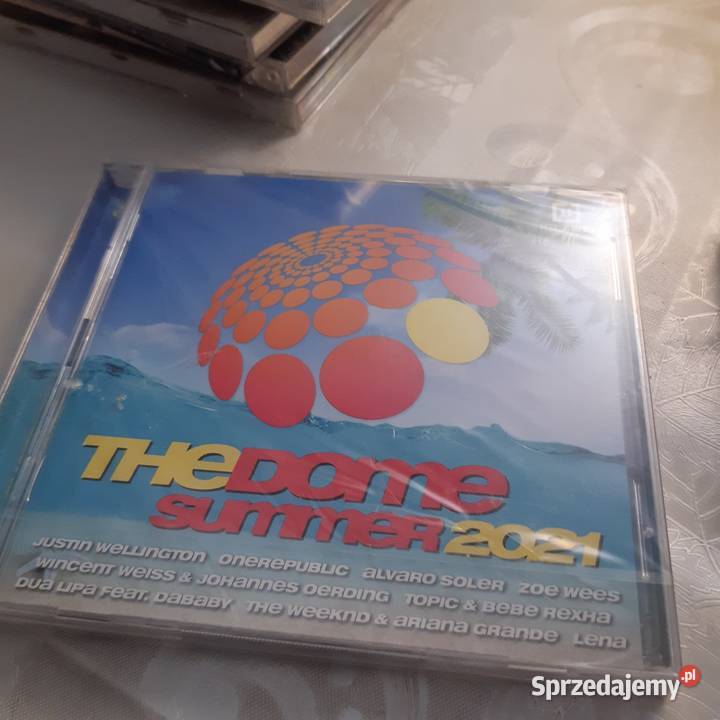 THE DOME
SUMMER 2021
JUSTIN WELLINGTON ONEREPUBLIC ALVARO SOLER ZOE WEES
WINCENT WEISS & JOHANNES OERDING TOPIC & BEBE REXHA
DUA LIPA FEAT. DABABY THE WEEKND & ARIANA GRANDE LENA
Sprzedajemy.pl